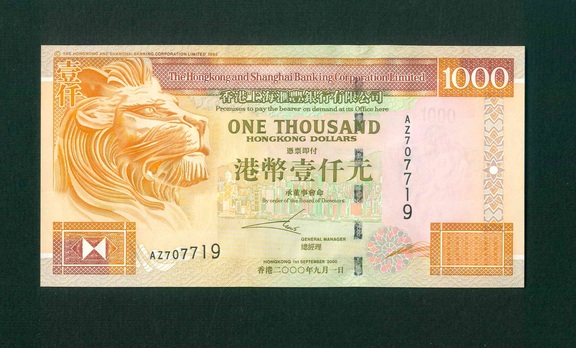 © THE HONGKONG AND SHANGHAI BANKING CORPORATION LIMITED
壹仟
The Hongkong and Shanghai Banking Corporation Limited
1000
香港上海滙豐銀行有限公司
Promises to pay the bearer on demand at its Office here
ONE THOUSAND
HONGKONG DOLLARS
憑票即付
港幣壹仟元
承董事會命
By order of the Board of Directors
GENERAL MANAGER
總經理
HONGKONG 1ST SEPTEMBER 2000
香港二〇〇〇年九月一日
AZ707719
AZ707719